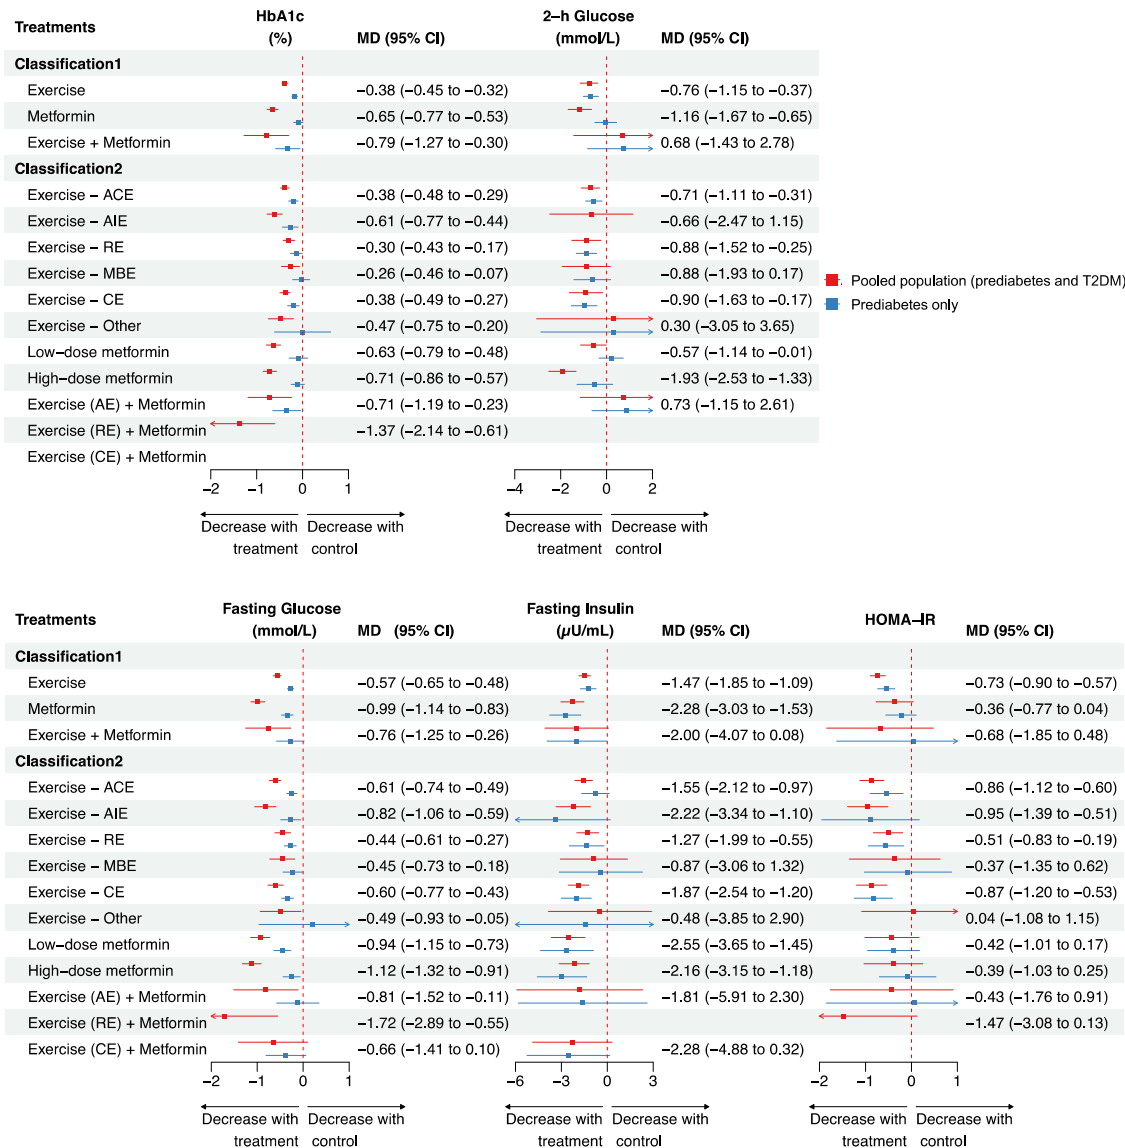 Treatments HbA1c (%) MD (95% CI) 2–h Glucose (mmol/L) MD (95% CI)
Classification1
Exercise −0.38 (−0.45 to −0.32) −0.76 (−1.15 to −0.37)
Metformin −0.65 (−0.77 to −0.53) −1.16 (−1.67 to −0.65)
Exercise + Metformin −0.79 (−1.27 to −0.30) 0.68 (−1.43 to 2.78)
Classification2
Exercise − ACE −0.38 (−0.48 to −0.29) −0.71 (−1.11 to −0.31)
Exercise − AIE −0.61 (−0.77 to −0.44) −0.66 (−2.47 to 1.15)
Exercise − RE −0.30 (−0.43 to −0.17) −0.88 (−1.52 to −0.25)
Exercise − MBE −0.26 (−0.46 to −0.07) −0.88 (−1.93 to 0.17)
Exercise − CE −0.38 (−0.49 to −0.27) −0.90 (−1.63 to −0.17)
Exercise − Other −0.47 (−0.75 to −0.20) 0.30 (−3.05 to 3.65)
Low−dose metformin −0.63 (−0.79 to −0.48) −0.57 (−1.14 to −0.01)
High−dose metformin −0.71 (−0.86 to −0.57) −1.93 (−2.53 to −1.33)
Exercise (AE) + Metformin −0.71 (−1.19 to −0.23) 0.73 (−1.15 to 2.61)
Exercise (RE) + Metformin −1.37 (−2.14 to −0.61)
Exercise (CE) + Metformin
−2 −1 0 1 −4 −2 0 2
Decrease with treatment Decrease with control Decrease with treatment Decrease with control
Pooled population (prediabetes and T2DM)
Prediabetes only
Treatments Fasting Glucose (mmol/L) MD (95% CI) Fasting Insulin (μU/mL) MD (95% CI) HOMA−IR MD (95% CI)
Classification1
Exercise −0.57 (−0.65 to −0.48) −1.47 (−1.85 to −1.09) −0.73 (−0.90 to −0.57)
Metformin −0.99 (−1.14 to −0.83) −2.28 (−3.03 to −1.53) −0.36 (−0.77 to 0.04)
Exercise + Metformin −0.76 (−1.25 to −0.26) −2.00 (−4.07 to 0.08) −0.68 (−1.85 to 0.48)
Classification2
Exercise − ACE −0.61 (−0.74 to −0.49) −1.55 (−2.12 to −0.97) −0.86 (−1.12 to −0.60)
Exercise − AIE −0.82 (−1.06 to −0.59) −2.22 (−3.34 to −1.10) −0.95 (−1.39 to −0.51)
Exercise − RE −0.44 (−0.61 to −0.27) −1.27 (−1.99 to −0.55) −0.51 (−0.83 to −0.19)
Exercise − MBE −0.45 (−0.73 to −0.18) −0.87 (−3.06 to 1.32) −0.37 (−1.35 to 0.62)
Exercise − CE −0.60 (−0.77 to −0.43) −1.87 (−2.54 to −1.20) −0.87 (−1.20 to −0.53)
Exercise − Other −0.49 (−0.93 to −0.05) −0.48 (−3.85 to 2.90) 0.04 (−1.08 to 1.15)
Low−dose metformin −0.94 (−1.15 to −0.73) −2.55 (−3.65 to −1.45) −0.42 (−1.01 to 0.17)
High−dose metformin −1.12 (−1.32 to −0.91) −2.16 (−3.15 to −1.18) −0.39 (−1.03 to 0.25)
Exercise (AE) + Metformin −0.81 (−1.52 to −0.11) −1.81 (−5.91 to 2.30) −0.43 (−1.76 to 0.91)
Exercise (RE) + Metformin −1.72 (−2.89 to −0.55) −1.47 (−3.08 to 0.13)
Exercise (CE) + Metformin −0.66 (−1.41 to 0.10) −2.28 (−4.88 to 0.32)
−2 −1 0 1 −6 −3 0 3 −2 −1 0 1
Decrease with treatment Decrease with control Decrease with treatment Decrease with control Decrease with treatment Decrease with control